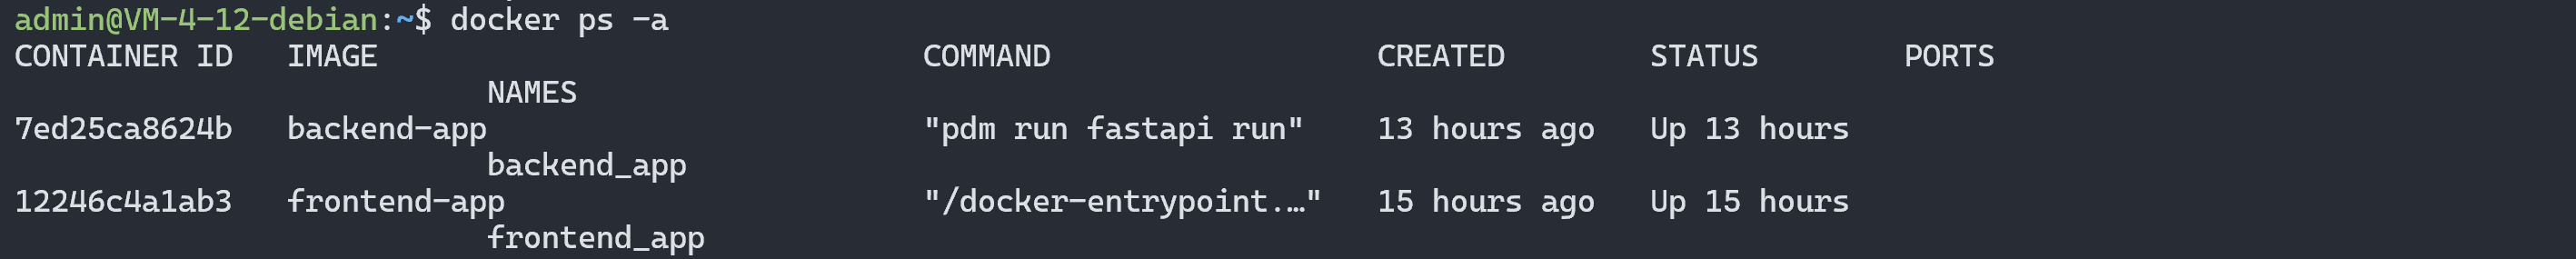 admin@VM-4-12-debian:~$ docker ps -a
CONTAINER ID   IMAGE                              COMMAND                  CREATED        STATUS        PORTS
                          NAMES
7ed25ca8624b   backend-app                        "pdm run fastapi run"    13 hours ago   Up 13 hours
                          backend_app
12246c4a1ab3   frontend-app                       "/docker-entrypoint.…"   15 hours ago   Up 15 hours
                          frontend_app